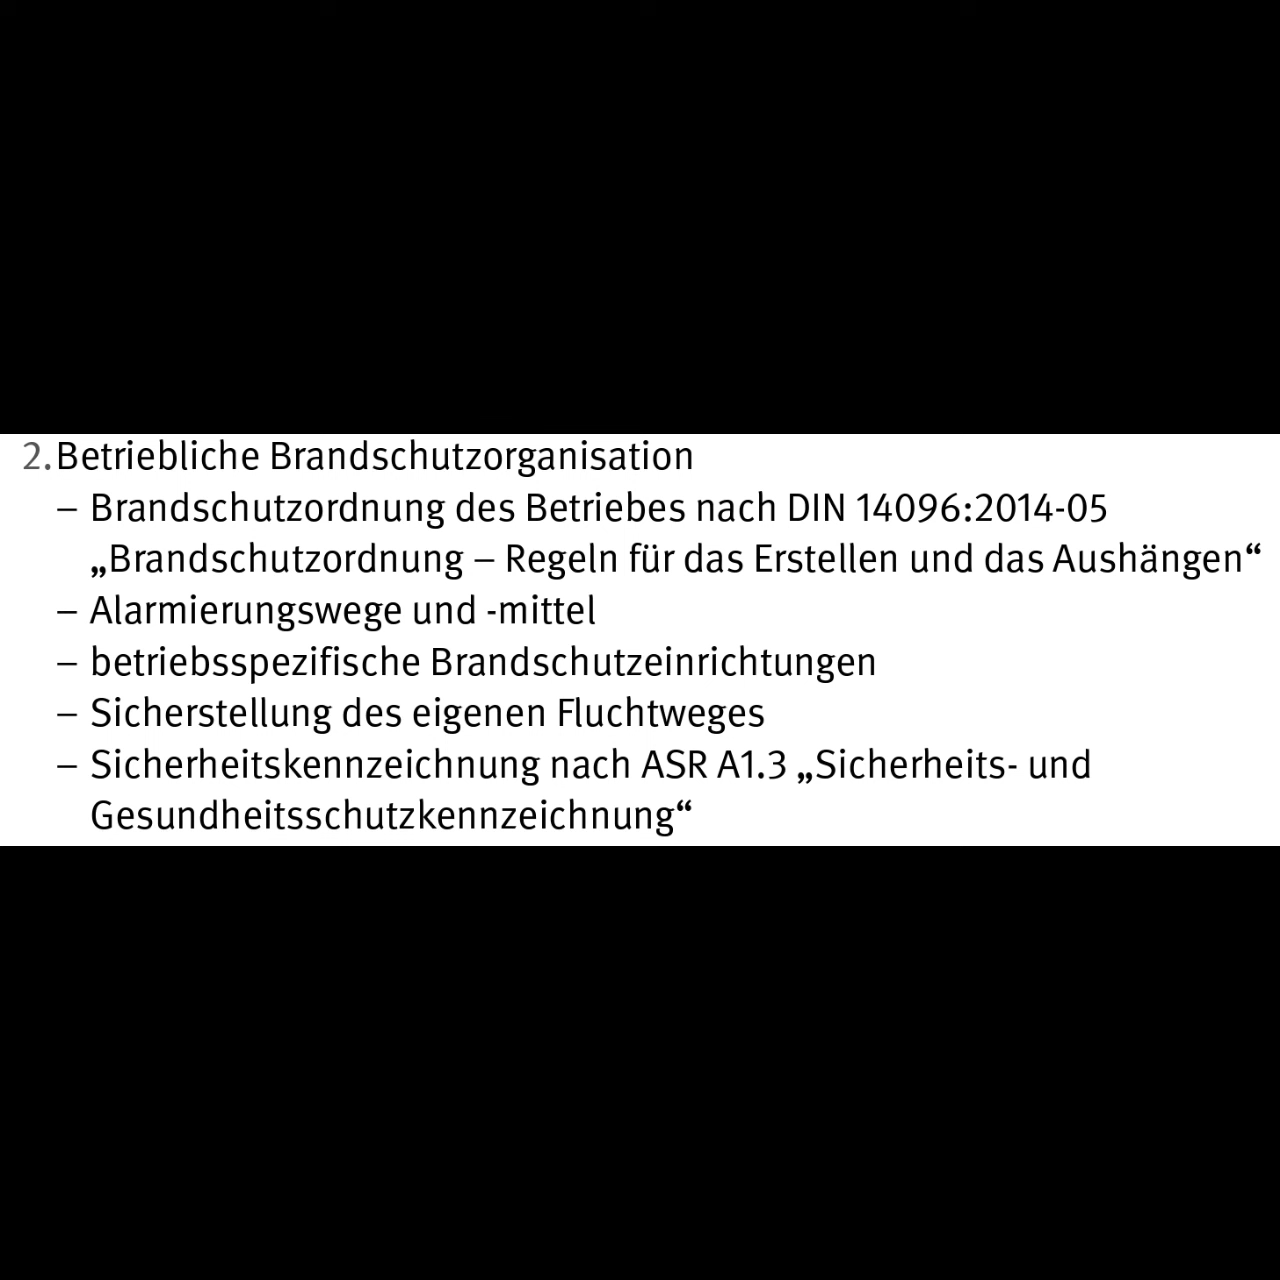 2. Betriebliche Brandschutzorganisation
– Brandschutzordnung des Betriebes nach DIN 14096:2014-05
„Brandschutzordnung – Regeln für das Erstellen und das Aushängen“
– Alarmierungswege und -mittel
– betriebsspezifische Brandschutzeinrichtungen
– Sicherstellung des eigenen Fluchtweges
– Sicherheitskennzeichnung nach ASR A1.3 „Sicherheits- und
Gesundheitsschutzkennzeichnung“